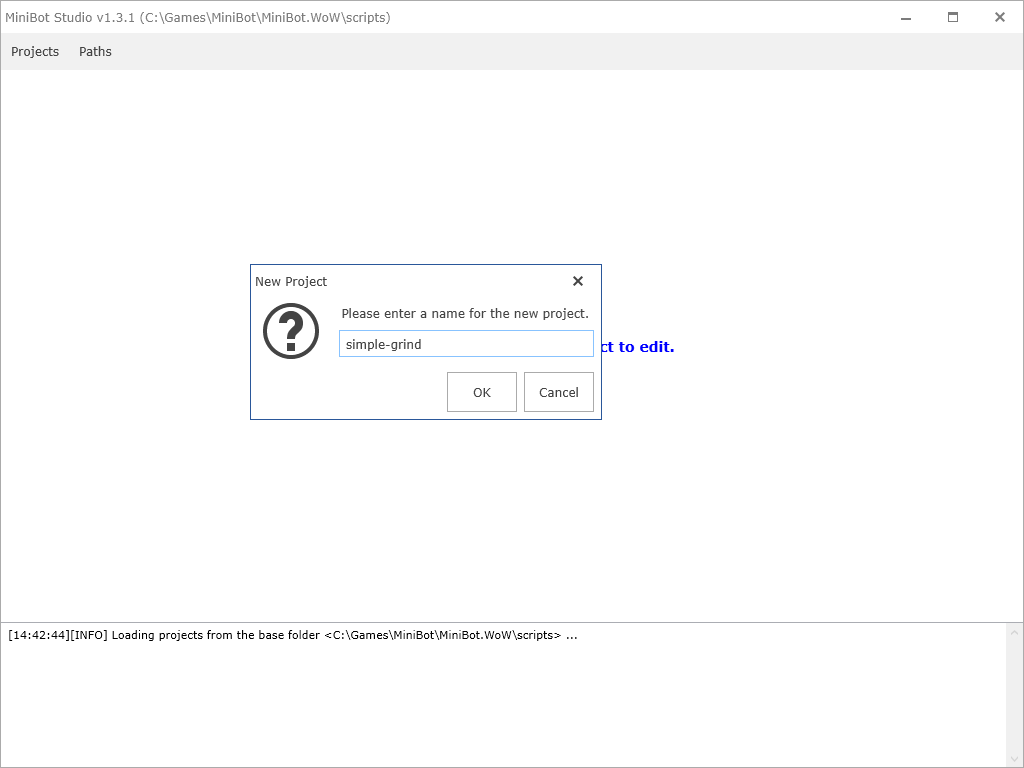 MiniBot Studio v1.3.1 (C:\Games\MiniBot\MiniBot.WoW\scripts)
Projects Paths
New Project
Please enter a name for the new project.
simple-grind
ct to edit.
OK Cancel
[14:42:44][INFO] Loading projects from the base folder <C:\Games\MiniBot\MiniBot.WoW\scripts> ...